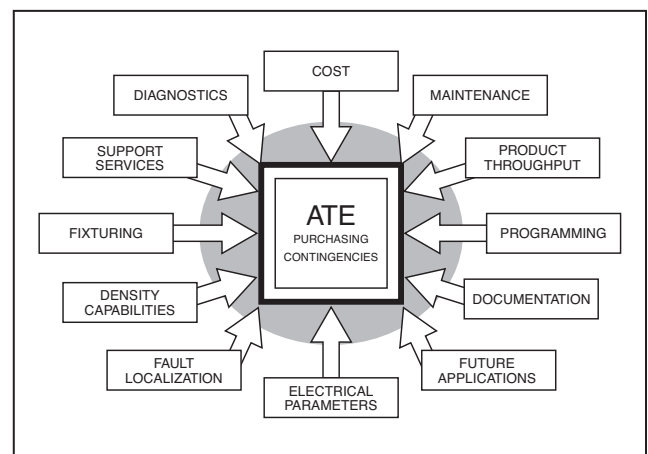 COST
DIAGNOSTICS
MAINTENANCE
SUPPORT
SERVICES
PRODUCT
THROUGHPUT
ATE
PURCHASING
CONTINGENCIES
FIXTURING
PROGRAMMING
DENSITY
CAPABILITIES
DOCUMENTATION
FAULT
LOCALIZATION
FUTURE
APPLICATIONS
ELECTRICAL
PARAMETERS